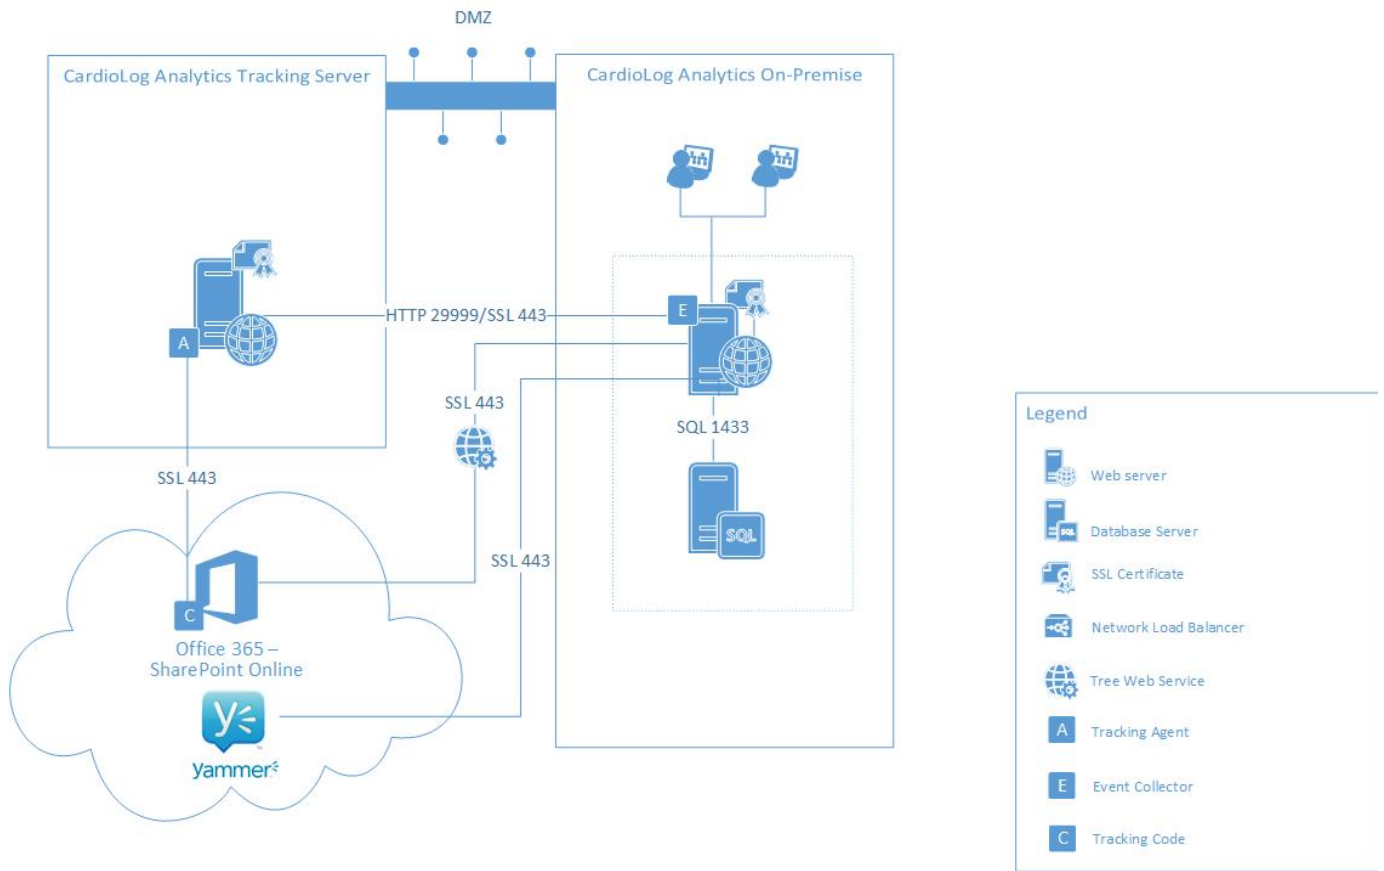 DMZ
CardioLog Analytics Tracking Server
CardioLog Analytics On-Premise
E
HTTP 29999/SSL 443
A
SSL 443
SQL 1433
SSL 443
SQL
SSL 443
C
Office 365 –
SharePoint Online
y
yammer
Legend
Web server
SQL
Database Server
SSL Certificate
Network Load Balancer
Tree Web Service
A
Tracking Agent
E
Event Collector
C
Tracking Code